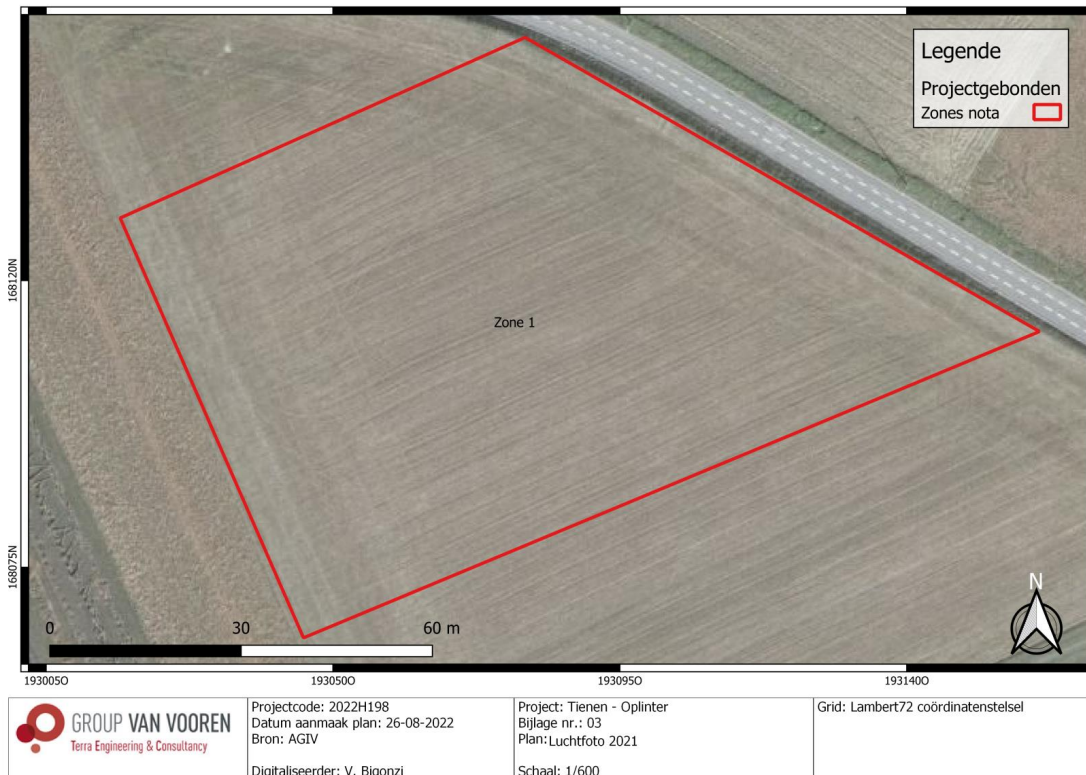 Legende
Projectgebonden
Zones nota
Zone 1
168120N
168075N
N
0 30 60 m
193005O 193050O 193095O 193140O
GROUP VAN VOOREN
Terra Engineering & Consultancy
Projectcode: 2022H198
Datum aanmaak plan: 26-08-2022
Bron: AGIV
Digitaliseerder: V. Bigonzi
Project: Tienen - Oplinter
Bijlage nr.: 03
Plan: Luchtfoto 2021
Schaal: 1/600
Grid: Lambert72 coördinatenstelsel